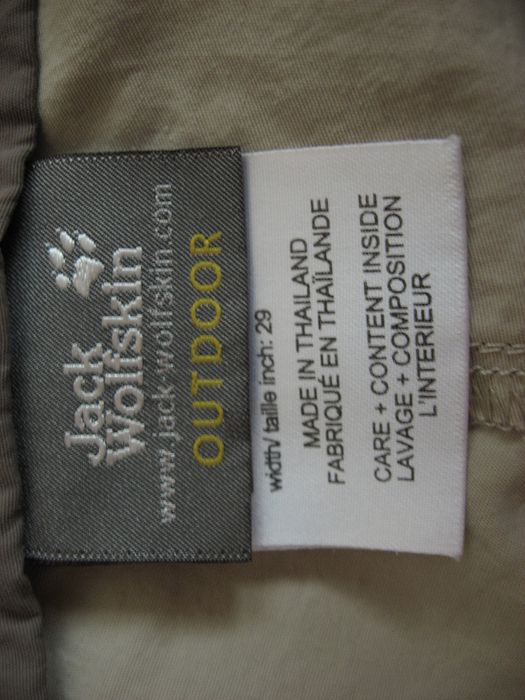 Jack
Wolfskin
www.jack-wolfskin.com
OUTDOOR
width/ taille inch: 29
MADE IN THAILAND
FABRIQUÉ EN THAÏLANDE
CARE + CONTENT INSIDE
LAVAGE + COMPOSITION
L'INTERIEUR